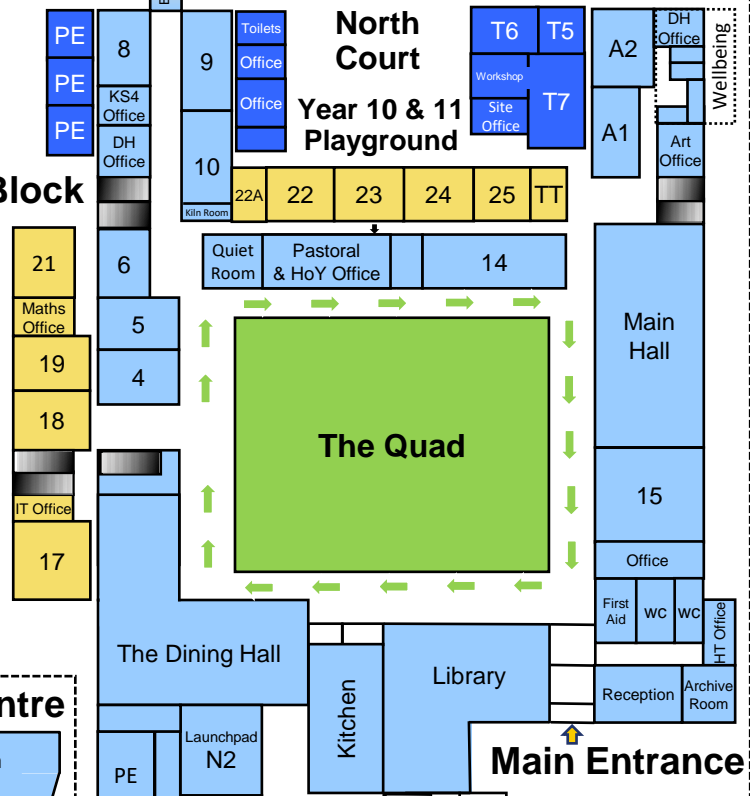 PE
PE
PE
8
KS4
Office
DH
Office
9
10
Kiln Room
Toilets
Office
Office
North
Court
Year 10 & 11
Playground
T6
T5
Workshop
Site
Office
T7
A2
A1
DH
Office
Wellbeing
Art
Office
Block
22A
22
23
24
25
TT
21
Maths
Office
19
18
IT Office
17
6
5
4
Quiet
Room
Pastoral
& HoY Office
14
The Quad
Main
Hall
15
Office
First
Aid
WC
WC
HT Office
Reception
Archive
Room
The Dining Hall
Kitchen
Library
Launchpad
N2
PE
ntre
Main Entrance